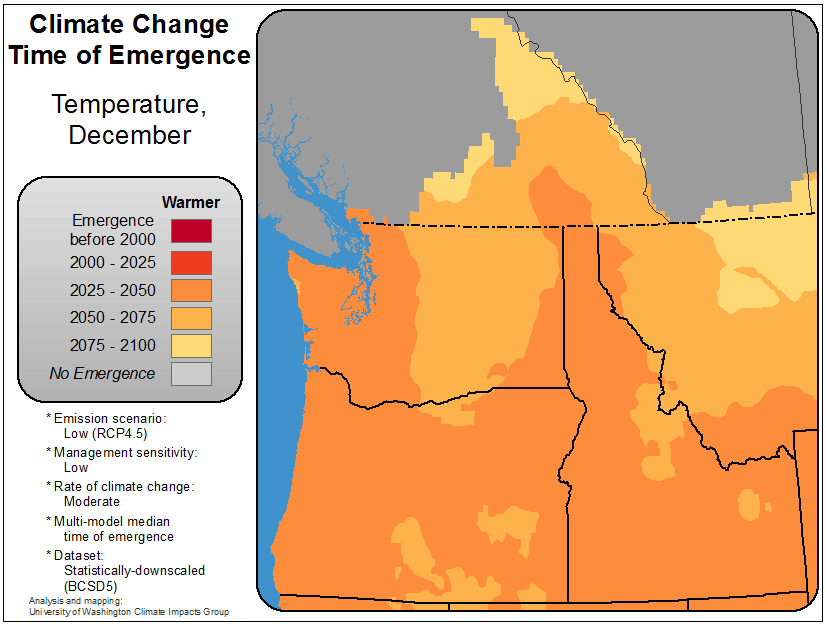 Climate Change
Time of Emergence
Temperature,
December
Warmer
Emergence
before 2000
2000 - 2025
2025 - 2050
2050 - 2075
2075 - 2100
No Emergence
* Emission scenario:
Low (RCP4.5)
* Management sensitivity:
Low
* Rate of climate change:
Moderate
* Multi-model median
time of emergence
* Dataset:
Statistically-downscaled
(BCSD5)
Analysis and mapping:
University of Washington Climate Impacts Group